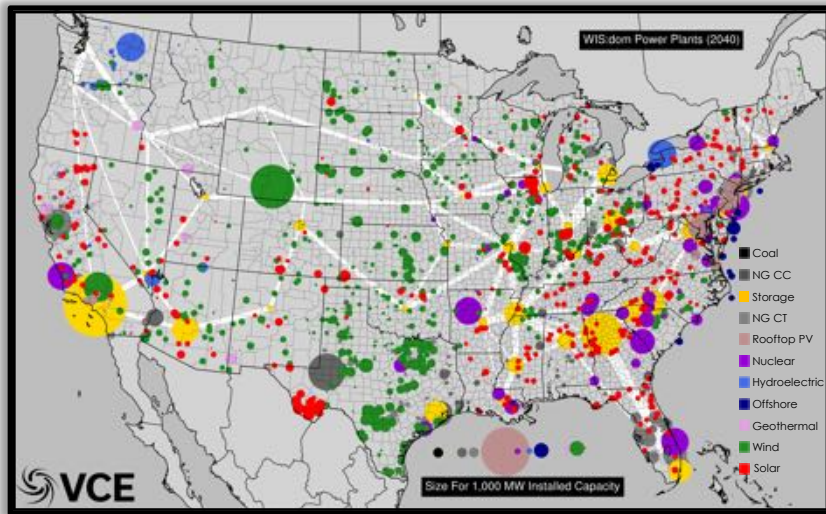 WIS:dom Power Plants (2040)
Coal
NG CC
Storage
NG CT
Rooftop PV
Nuclear
Hydroelectric
Offshore
Geothermal
Wind
Solar
VCE
Size For 1,000 MW Installed Capacity